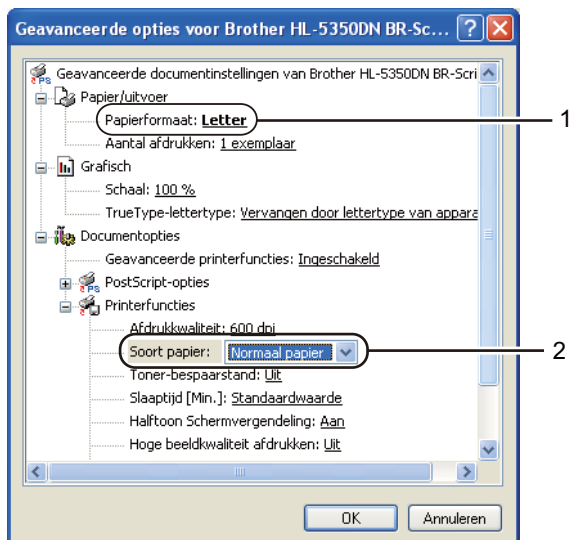 Geavanceerde opties voor Brother HL-5350DN BR-Sc...
Geavanceerde documentinstellingen van Brother HL-5350DN BR-Scri
Papier/uitvoer
Papierformaat: Letter
1
Aantal afdrukken: 1 exemplaar
Grafisch
Schaal: 100 %
TrueType-lettertype: Vervangen door lettertype van appara
Documentopties
Geavanceerde printerfuncties: Ingeschakeld
PostScript-opties
Printerfuncties
Afdrukkwaliteit: 600 dpi
Soort papier: Normaal papier
2
Toner-bespaarstand: Uit
Slaaptijd [Min.]: Standaardwaarde
Halftoon Schermvergendeling: Aan
Hoge beeldkwaliteit afdrukken: Uit
OK Annuleren